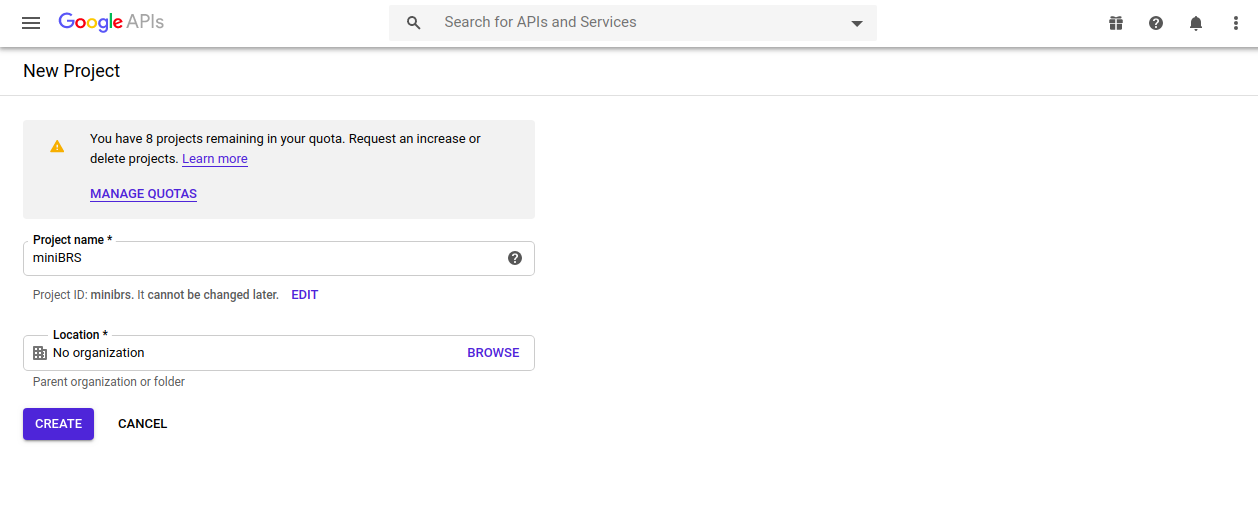 Google APIs
Search for APIs and Services
New Project
You have 8 projects remaining in your quota. Request an increase or
delete projects. Learn more
MANAGE QUOTAS
Project name *
miniBRS
Project ID: minibrs. It cannot be changed later. EDIT
Location *
No organization BROWSE
Parent organization or folder
CREATE CANCEL